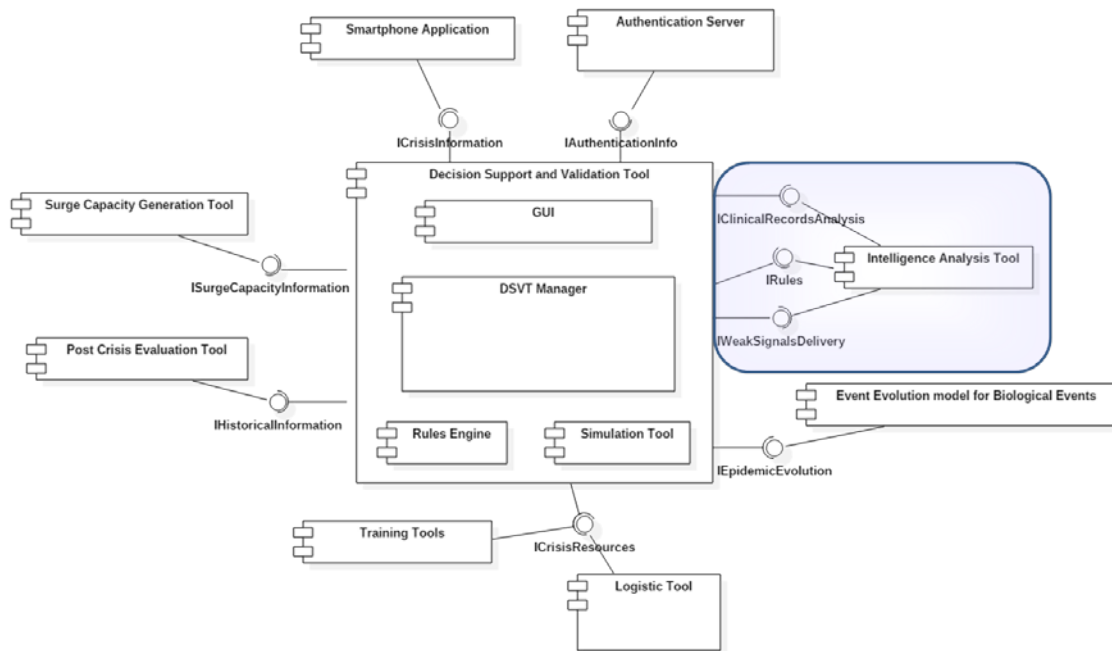 Smartphone Application
Authentication Server
ICrisisInformation
IAuthenticationInfo
Decision Support and Validation Tool
Surge Capacity Generation Tool
GUI
IClinicalRecordsAnalysis
Intelligence Analysis Tool
ISurgeCapacityInformation
IRules
DSVT Manager
Post Crisis Evaluation Tool
IWeakSignalsDelivery
Event Evolution model for Biological Events
IHistoricalInformation
Rules Engine
Simulation Tool
IEpidemicEvolution
Training Tools
ICrisisResources
Logistic Tool